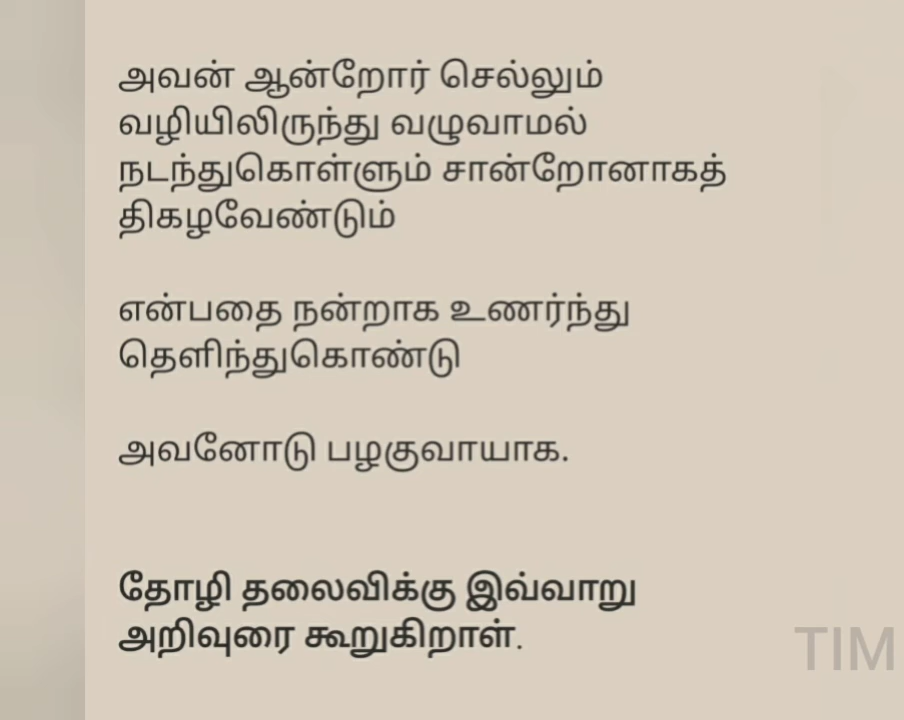 அவன் ஆன்றோர் செல்லும்
வழியிலிருந்து வழுவாமல்
நடந்துகொள்ளும் சான்றோனாகத்
திகழவேண்டும்
என்பதை நன்றாக உணர்ந்து
தெளிந்துகொண்டு
அவனோடு பழகுவாயாக.
தோழி தலைவிக்கு இவ்வாறு
அறிவுரை கூறுகிறாள்.
TIM